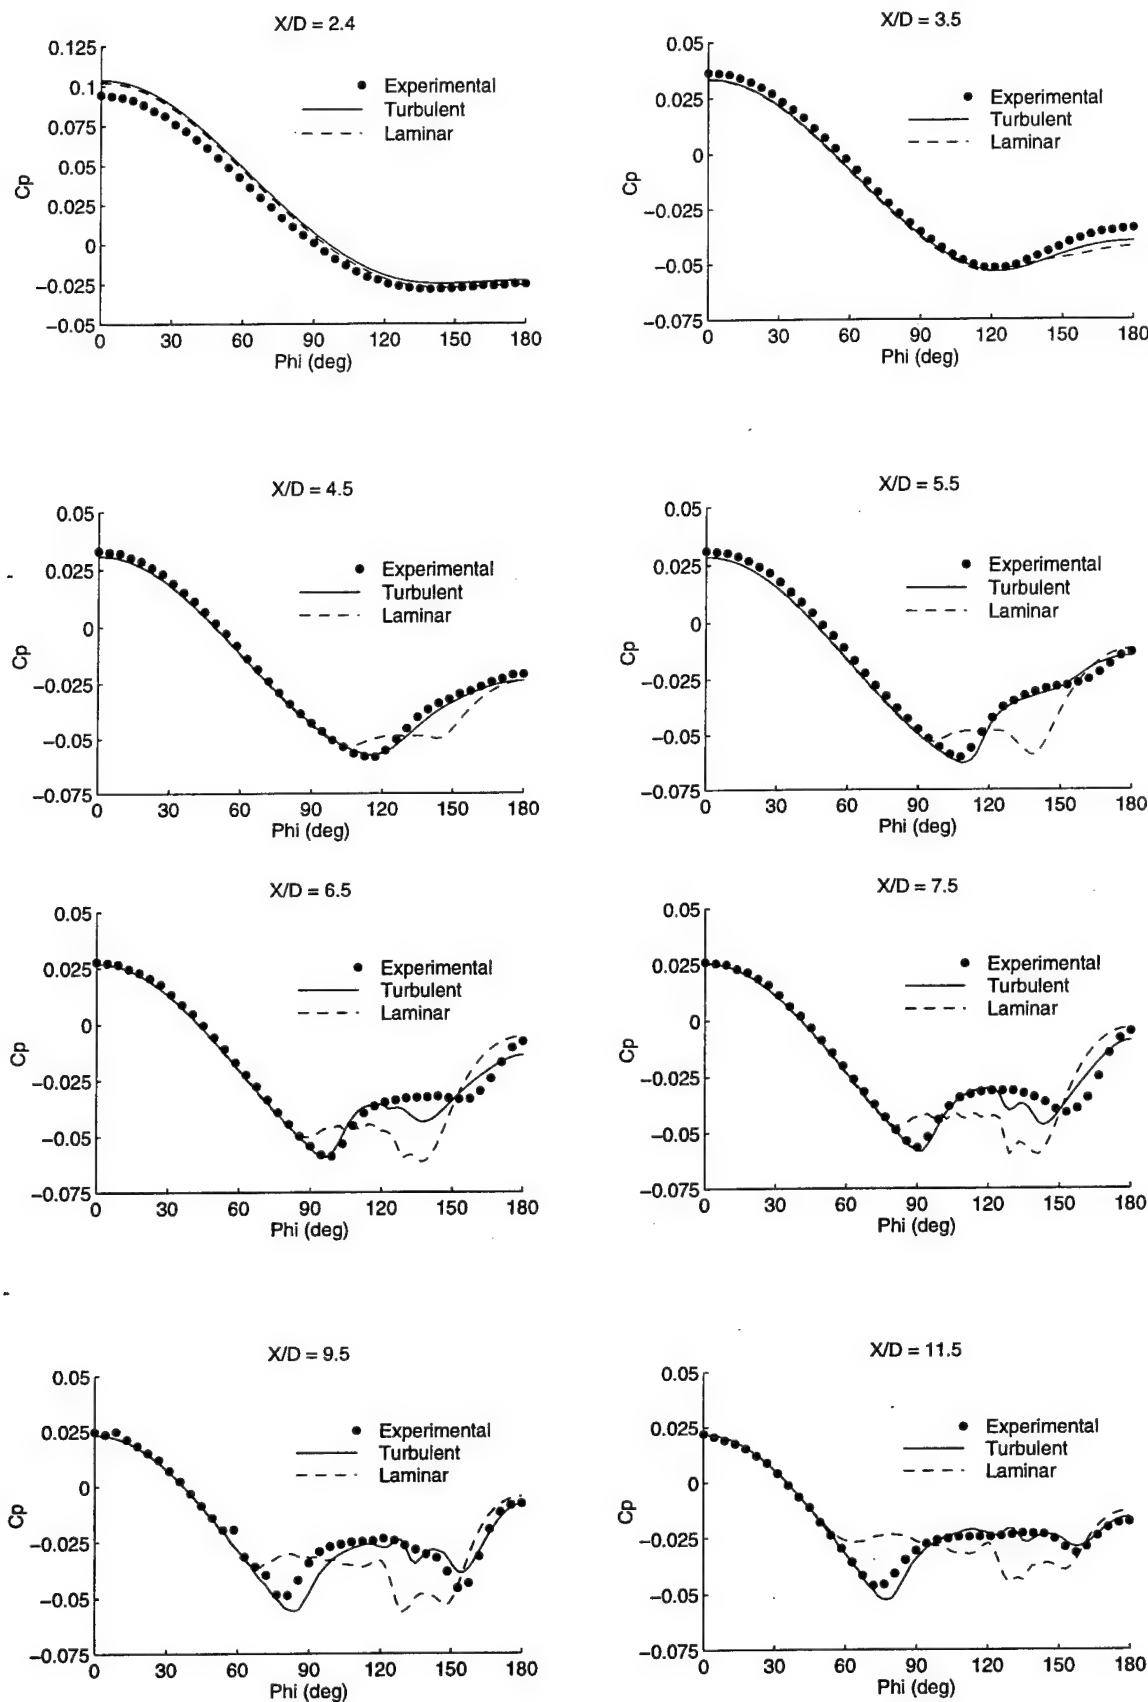 X/D = 2.4
0.125
0.1
0.075
0.05
0.025
0
−0.025
−0.05
Cp
Experimental
Turbulent
Laminar
0 30 60 90 120 150 180
Phi (deg)
X/D = 3.5
0.05
0.025
0
−0.025
−0.05
−0.075
Cp
Experimental
Turbulent
Laminar
0 30 60 90 120 150 180
Phi (deg)
X/D = 4.5
0.05
0.025
0
−0.025
−0.05
−0.075
Cp
Experimental
Turbulent
Laminar
0 30 60 90 120 150 180
Phi (deg)
X/D = 5.5
0.05
0.025
0
−0.025
−0.05
−0.075
Cp
Experimental
Turbulent
Laminar
0 30 60 90 120 150 180
Phi (deg)
X/D = 6.5
0.05
0.025
0
−0.025
−0.05
−0.075
Cp
Experimental
Turbulent
Laminar
0 30 60 90 120 150 180
Phi (deg)
X/D = 7.5
0.05
0.025
0
−0.025
−0.05
−0.075
Cp
Experimental
Turbulent
Laminar
0 30 60 90 120 150 180
Phi (deg)
X/D = 9.5
0.05
0.025
0
−0.025
−0.05
−0.075
Cp
Experimental
Turbulent
Laminar
0 30 60 90 120 150 180
Phi (deg)
X/D = 11.5
0.05
0.025
0
−0.025
−0.05
−0.075
Cp
Experimental
Turbulent
Laminar
0 30 60 90 120 150 180
Phi (deg)